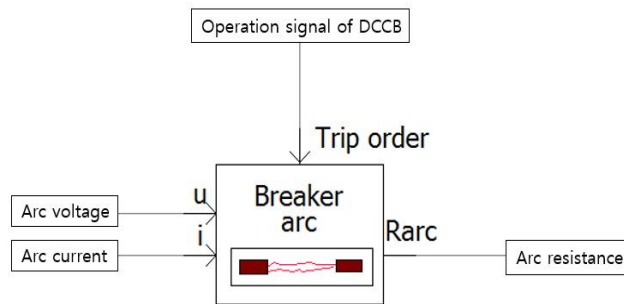 Operation signal of DCCB
Trip order
u
Breaker
arc
Arc voltage
i
Rarc
Arc current
Arc resistance